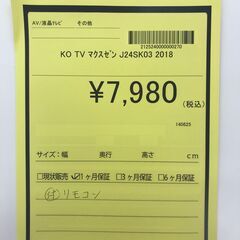 AV/液晶テレビ その他
2125240000000270
KO TV マクスゼン J24SK03 2018
¥7,980
(税込)
140625
サイズ:幅 奥行 高さ cm
□現状販売 ☑1ヶ月保証 □3ヶ月保証 □6ヶ月保証
付 リモコン